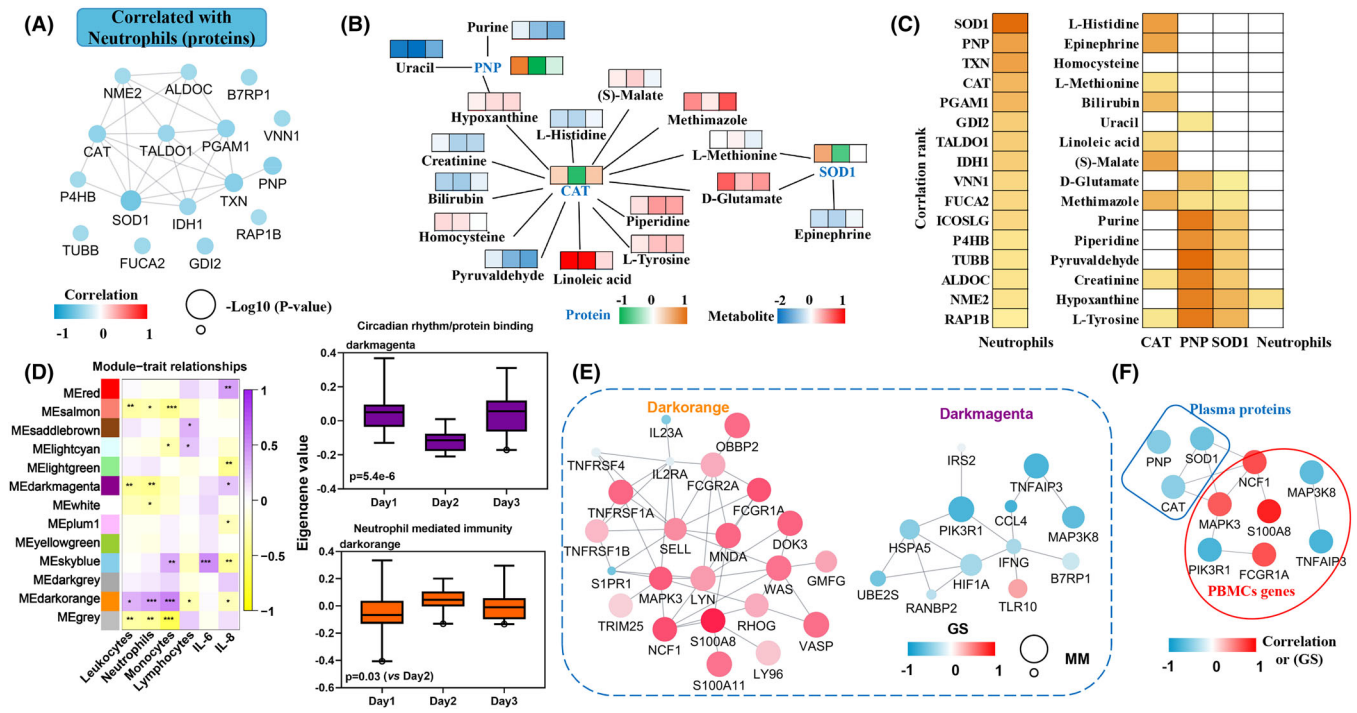 (A)
Correlated with
Neutrophils (proteins)
ALDOC
NME2
B7RP1
VNN1
CAT
TALDO1
PGAM1
PNP
P4HB
SOD1
IDH1
TXN
RAP1B
TUBB
FUCA2
GDI2
Correlation
-1 0 1
-Log10 (P-value)
(B)
Purine
Uracil
PNP
Hypoxanthine
(S)-Malate
Methimazole
L-Histidine
Creatinine
L-Methionine
SOD1
Bilirubin
CAT
D-Glutamate
Homocysteine
Piperidine
Epinephrine
Pyruvaldehyde
Linoleic acid
L-Tyrosine
Protein
-1 0 1
Metabolite
-2 0 1
(C)
Corrlation rank
SOD1
PNP
TXN
CAT
PGAM1
GDI2
TALDO1
IDH1
VNN1
FUCA2
ICOSLG
P4HB
TUBB
ALDOC
NME2
RAP1B
Neutrophils
L-Histidine
Epinephrine
Homocysteine
L-Methionine
Bilirubin
Uracil
Linoleic acid
(S)-Malate
D-Glutamate
Methimazole
Purine
Piperidine
Pyruvaldehyde
Creatinine
Hypoxanthine
L-Tyrosine
CAT PNP SOD1 Neutrophils
(D)
Module−trait relationships
MEred **
MEsalmon ** * ***
MEsaddlebrown *
MElightcyan * *
MElightgreen **
MEdarkmagenta ** ** *
MEwhite *
MEplum1 *
MEyellowgreen
MEskyblue ** *** **
MEdarkgrey
MEdarkorange * *** *** * *
MEgrey ** ** ***
Leukocytes
Neutrophils
Monocytes
Lymphocytes
IL-6
IL-8
1
0.5
0
−0.5
−1
Circadian rhythm/protein binding
darkmagenta
0.4
0.2
0.0
-0.2
-0.4
p=5.4e-6
Day1 Day2 Day3
Eigengene value
Neutrophil mediated immunity
darkorange
0.4
0.2
0.0
-0.2
-0.4
-0.6
p=0.03 (vs Day2)
Day1 Day2 Day3
(E)
Darkorange
IL23A
OBBP2
TNFRSF4
IL2RA
FCGR2A
TNFRSF1A
FCGR1A
TNFRSF1B
SELL
MNDA
DOK3
S1PR1
GMFG
MAPK3
LYN
WAS
TRIM25
RHOG
NCF1
S100A8
VASP
LY96
S100A11
Darkmagenta
IRS2
TNFAIP3
PIK3R1
CCL4
MAP3K8
HSPA5
IFNG
HIF1A
B7RP1
UBE2S
RANBP2
TLR10
GS
-1 0 1
MM
(F)
Plasma proteins
PNP
SOD1
NCF1
MAP3K8
CAT
MAPK3
S100A8
PIK3R1
FCGR1A
TNFAIP3
PBMCs genes
-1 0 1
Correlation
or (GS)